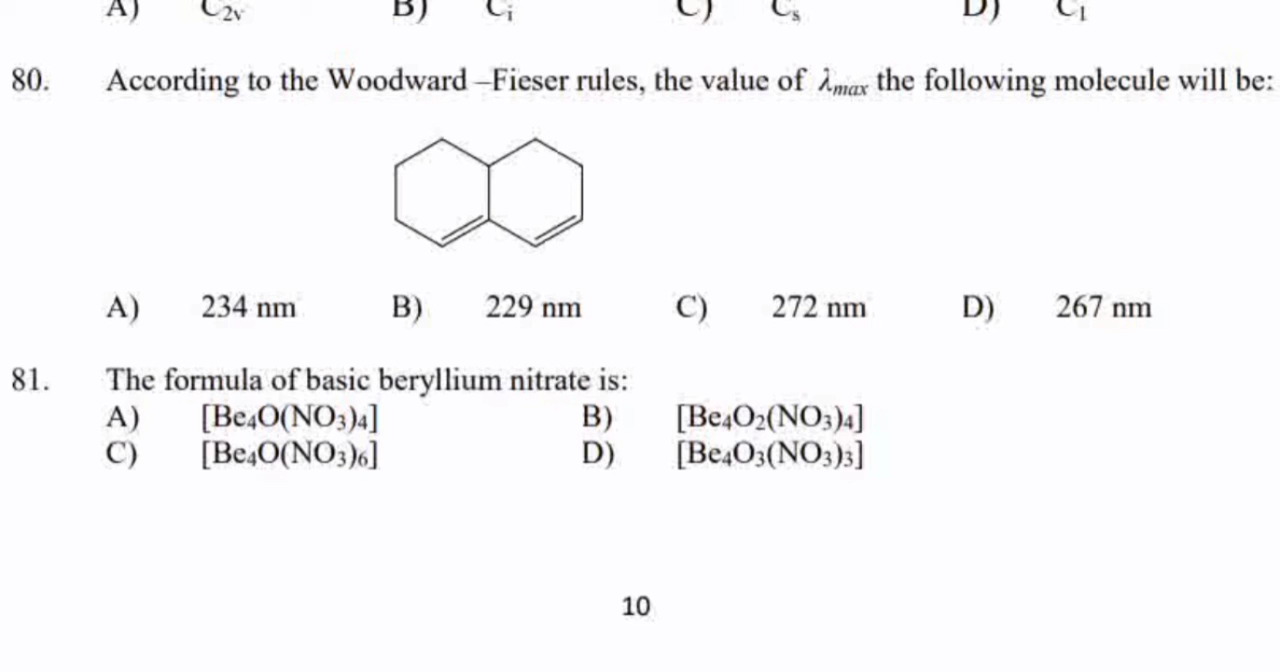 A) C2v B) Ci C) Cs D) C1
80. According to the Woodward –Fieser rules, the value of λmax the following molecule will be:
A) 234 nm B) 229 nm C) 272 nm D) 267 nm
81. The formula of basic beryllium nitrate is:
A) [Be4O(NO3)4] B) [Be4O2(NO3)4]
C) [Be4O(NO3)6] D) [Be4O3(NO3)3]
10